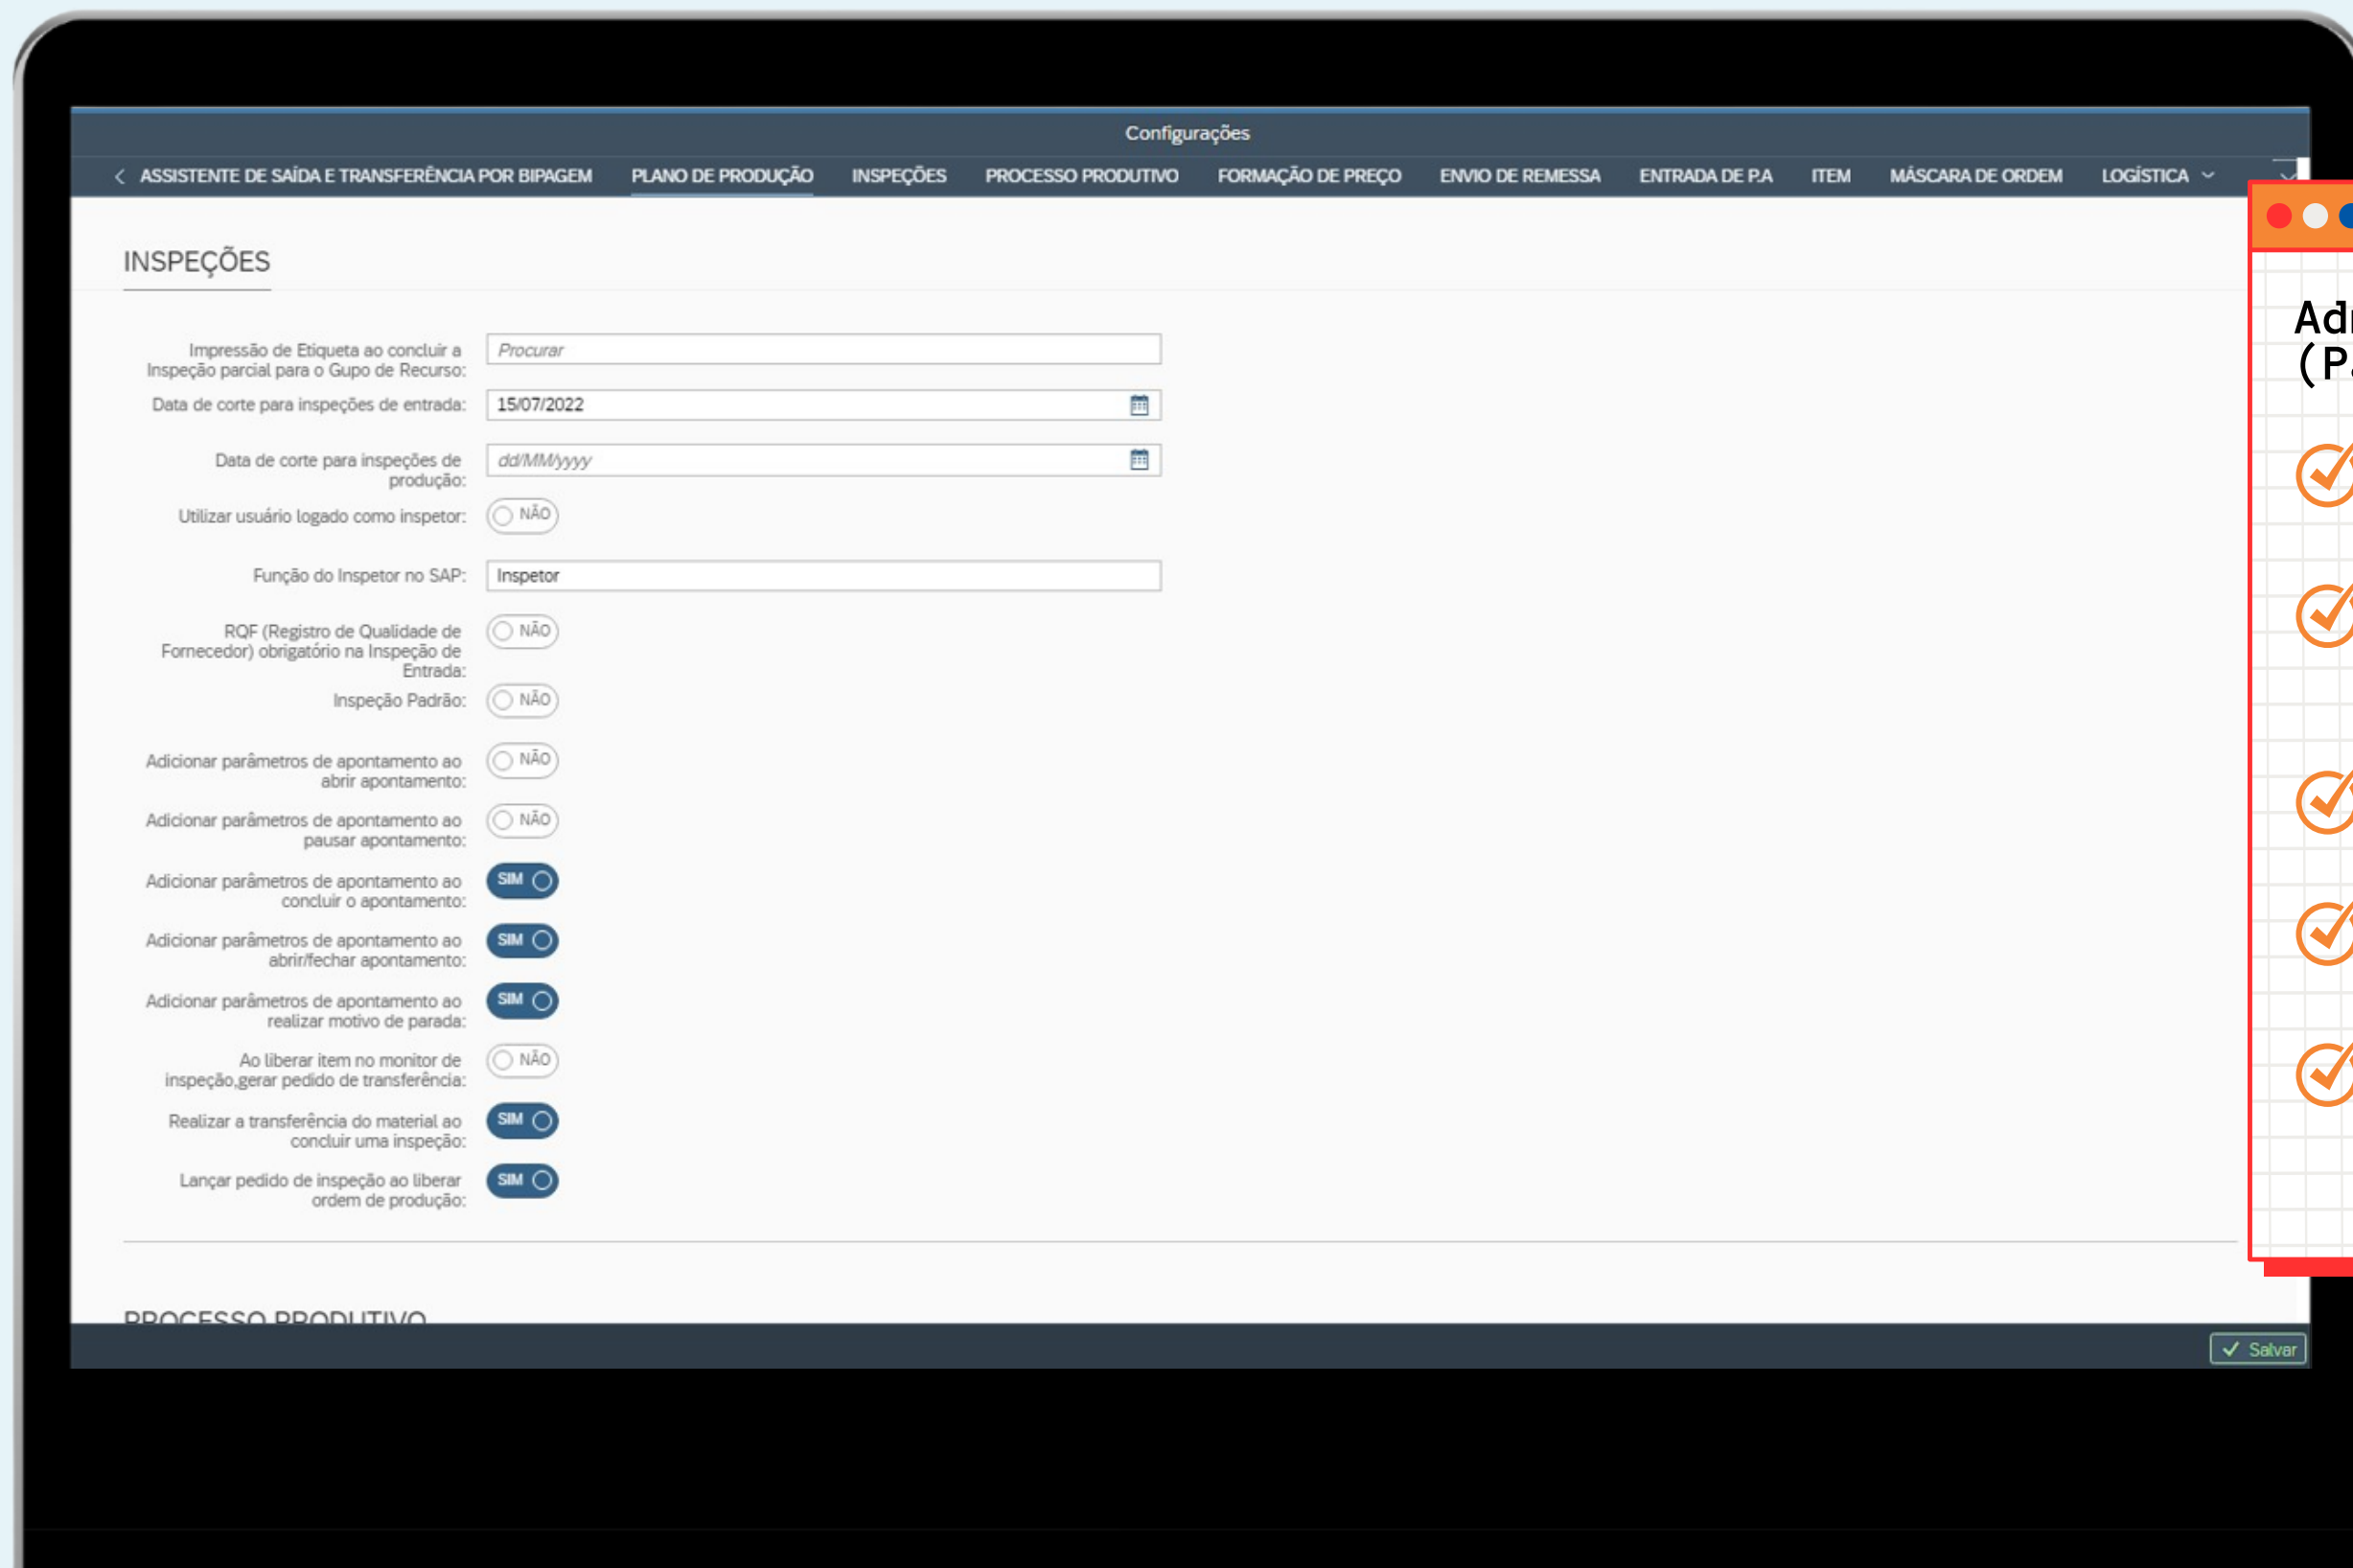 Configurações
ASSISTENTE DE SAÍDA E TRANSFERÊNCIA POR BIPAGEM PLANO DE PRODUÇÃO INSPEÇÕES PROCESSO PRODUTIVO FORMAÇÃO DE PREÇO ENVIO DE REMESSA ENTRADA DE P.A ITEM MÁSCARA DE ORDEM LOGÍSTICA
INSPEÇÕES
Impressão de Etiqueta ao concluir a
Inspeção parcial para o Gupo de Recurso:
Procurar
Data de corte para inspeções de entrada:
15/07/2022
Data de corte para inspeções de
produção:
dd/MM/yyyy
Utilizar usuário logado como inspetor:
NÃO
Função do Inspetor no SAP:
Inspetor
RQF (Registro de Qualidade de
Fornecedor) obrigatório na Inspeção de
Entrada:
NÃO
Inspeção Padrão:
NÃO
Adicionar parâmetros de apontamento ao
abrir apontamento:
NÃO
Adicionar parâmetros de apontamento ao
pausar apontamento:
NÃO
Adicionar parâmetros de apontamento ao
concluir o apontamento:
SIM
Adicionar parâmetros de apontamento ao
abrir/fechar apontamento:
SIM
Adicionar parâmetros de apontamento ao
realizar motivo de parada:
SIM
Ao liberar item no monitor de
inspeção,gerar pedido de transferência:
NÃO
Realizar a transferência do material ao
concluir uma inspeção:
SIM
Lançar pedido de inspeção ao liberar
ordem de produção:
SIM
PROCESSO PRODUTIVO
Salvar